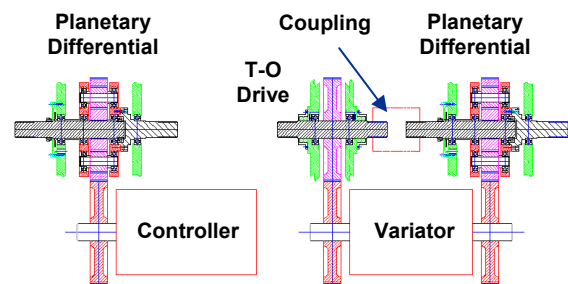 Planetary
Differential
Coupling
Planetary
Differential
T-O
Drive
Controller
Variator